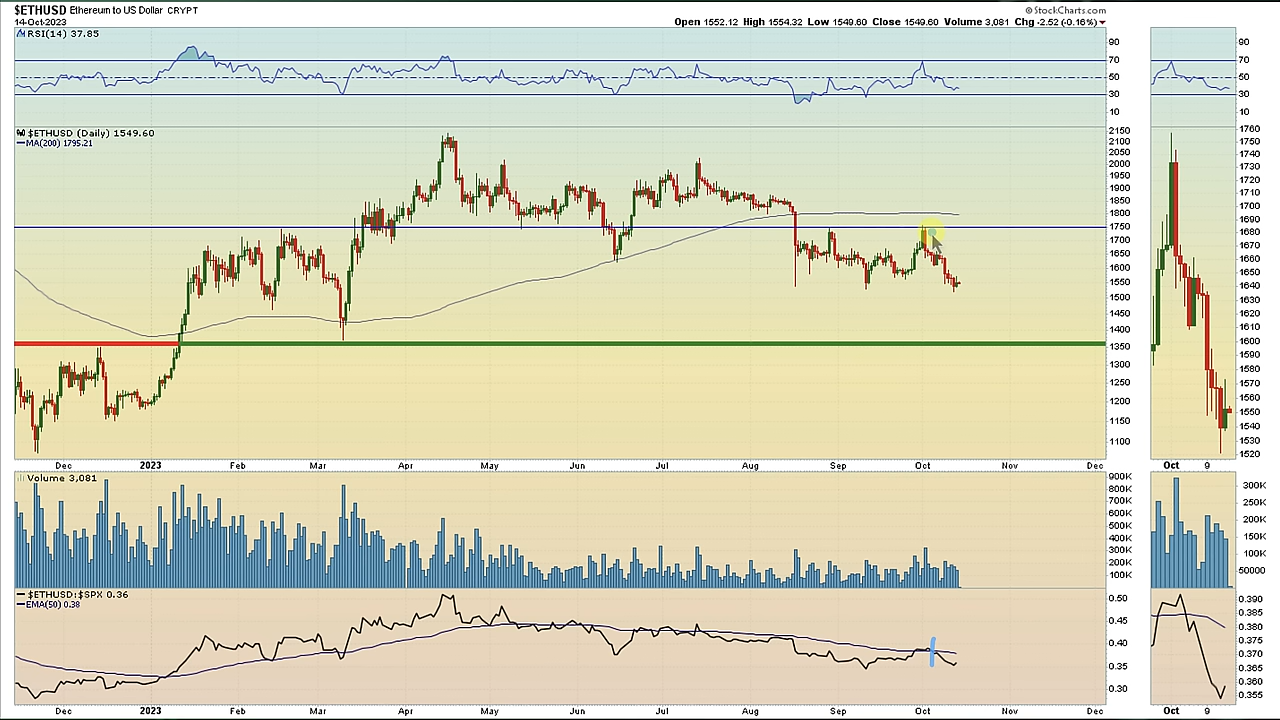 $ETHUSD Ethereum to US Dollar CRYPT
© StockCharts.com
14-Oct-2023
Open 1552.12 High 1554.32 Low 1549.60 Close 1549.60 Volume 3,081 Chg -2.52 (-0.16%)
RSI(14) 37.85
90
70
50
30
10
90
70
50
30
10
$ETHUSD (Daily) 1549.60
MA(200) 1795.21
2150
2100
2050
2000
1950
1900
1850
1800
1750
1700
1650
1600
1550
1500
1450
1400
1350
1300
1250
1200
1150
1100
1760
1750
1740
1730
1720
1710
1700
1690
1680
1670
1660
1650
1640
1630
1620
1610
1600
1590
1580
1570
1560
1550
1540
1530
1520
Dec 2023 Feb Mar Apr May Jun Jul Aug Sep Oct Nov Dec
Oct 9
Volume 3,081
900K
800K
700K
600K
500K
400K
300K
200K
100K
300K
250K
200K
150K
100K
50000
$ETHUSD:$SPX 0.36
EMA(50) 0.38
0.50
0.45
0.40
0.35
0.30
0.390
0.385
0.380
0.375
0.370
0.365
0.360
0.355
Dec 2023 Feb Mar Apr May Jun Jul Aug Sep Oct Nov Dec
Oct 9